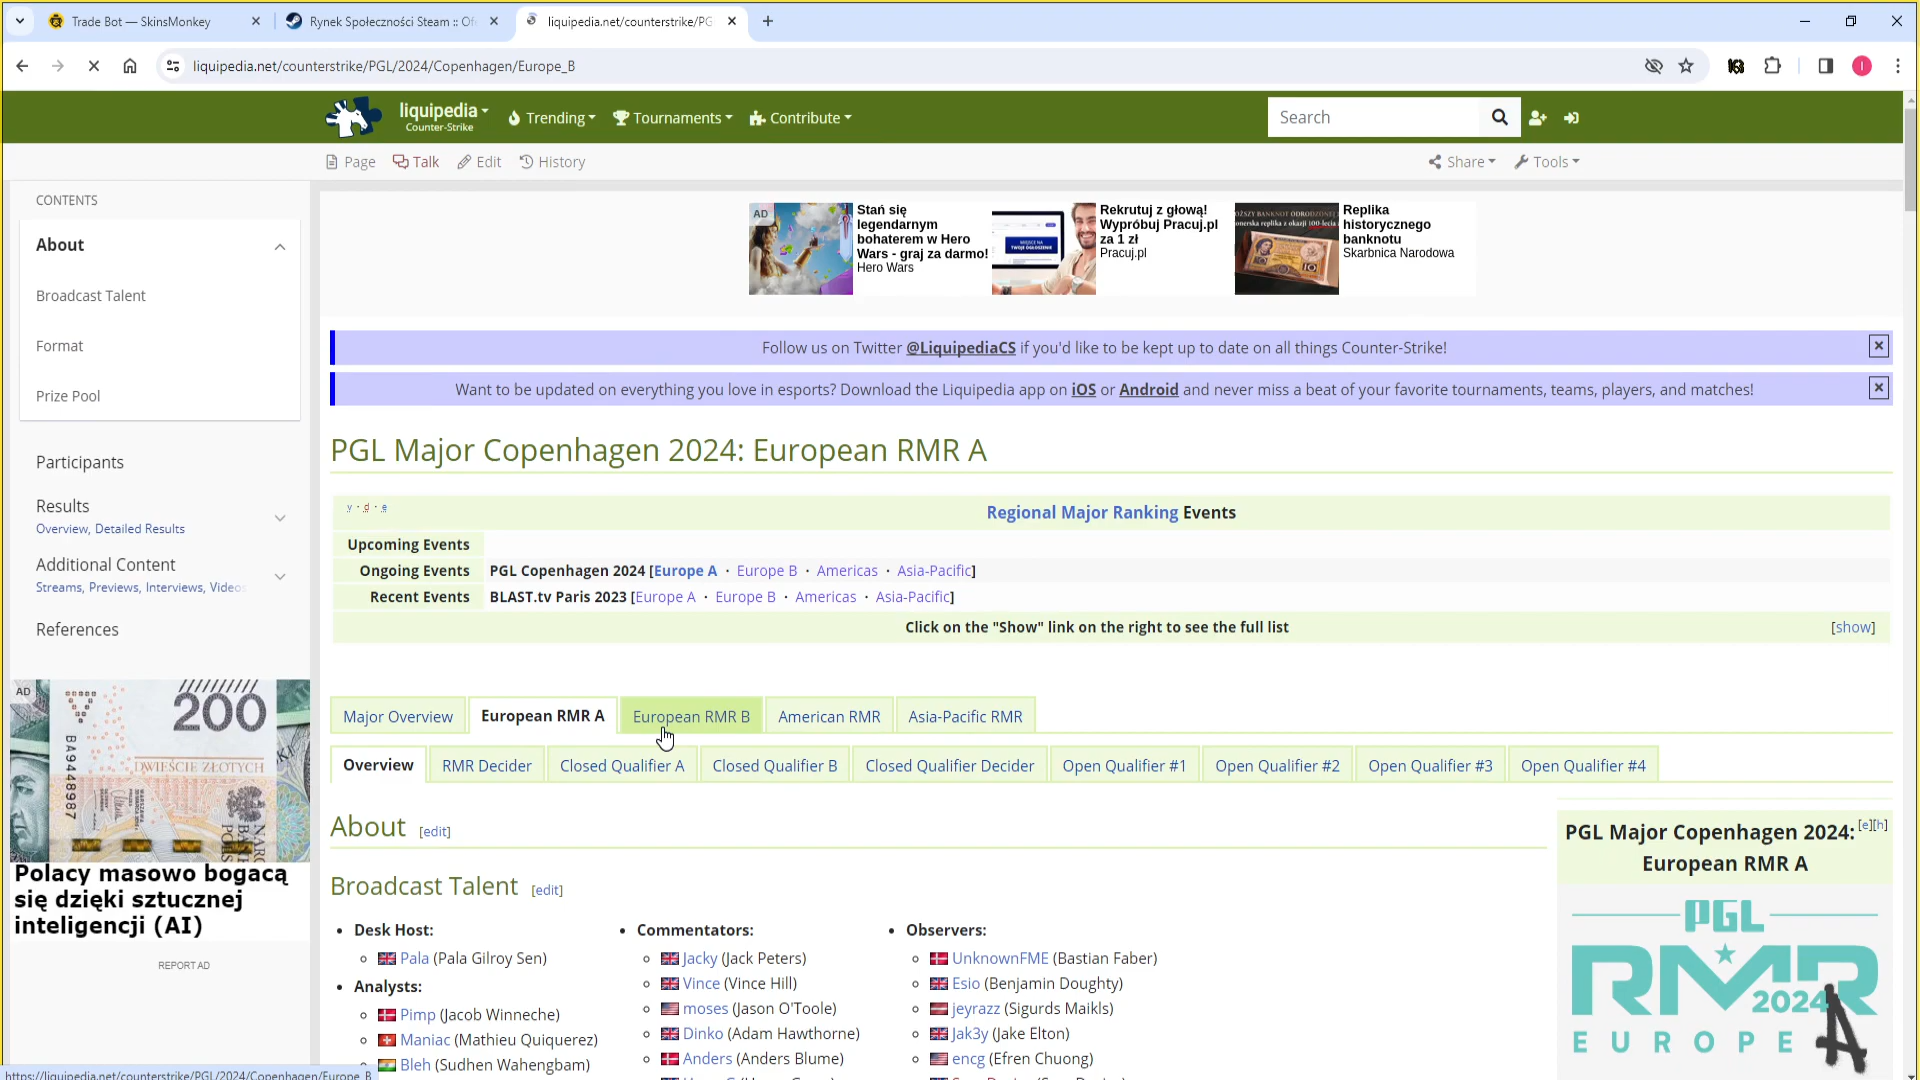 Trade Bot — SkinsMonkey
Rynek Społeczności Steam :: Of
liquipedia.net/counterstrike/PG
liquipedia.net/counterstrike/PGL/2024/Copenhagen/Europe_B
liquipedia
Counter-Strike
Trending
Tournaments
Contribute
Search
Page
Talk
Edit
History
Share
Tools
CONTENTS
About
Broadcast Talent
Format
Prize Pool
Participants
Results
Overview, Detailed Results
Additional Content
Streams, Previews, Interviews, Videos
References
AD
200
DWIEŚCIE ZŁOTYCH
BA9448987
Polacy masowo bogacą
się dzięki sztucznej
inteligencji (AI)
REPORT AD
AD
Stań się
legendarnym
bohaterem w Hero
Wars - graj za darmo!
Hero Wars
Rekrutuj z głową!
Wypróbuj Pracuj.pl
za 1 zł
Pracuj.pl
Replika
historycznego
banknotu
Skarbnica Narodowa
Follow us on Twitter @LiquipediaCS if you'd like to be kept up to date on all things Counter-Strike!
Want to be updated on everything you love in esports? Download the Liquipedia app on iOS or Android and never miss a beat of your favorite tournaments, teams, players, and matches!
PGL Major Copenhagen 2024: European RMR A
v · d · e
Regional Major Ranking Events
Upcoming Events
Ongoing Events PGL Copenhagen 2024 [Europe A · Europe B · Americas · Asia-Pacific]
Recent Events BLAST.tv Paris 2023 [Europe A · Europe B · Americas · Asia-Pacific]
Click on the "Show" link on the right to see the full list [show]
Major Overview European RMR A European RMR B American RMR Asia-Pacific RMR
Overview RMR Decider Closed Qualifier A Closed Qualifier B Closed Qualifier Decider Open Qualifier #1 Open Qualifier #2 Open Qualifier #3 Open Qualifier #4
About [edit]
Broadcast Talent [edit]
Desk Host:
Pala (Pala Gilroy Sen)
Analysts:
Pimp (Jacob Winneche)
Maniac (Mathieu Quiquerez)
Bleh (Sudhen Wahengbam)
Commentators:
Jacky (Jack Peters)
Vince (Vince Hill)
moses (Jason O'Toole)
Dinko (Adam Hawthorne)
Anders (Anders Blume)
Observers:
UnknownFME (Bastian Faber)
Esio (Benjamin Doughty)
jeyrazz (Sigurds Maikls)
Jak3y (Jake Elton)
encg (Efren Chuong)
PGL Major Copenhagen 2024: [e][h]
European RMR A
PGL
RMR
2024
EUROPE
A
https://liquipedia.net/counterstrike/PGL/2024/Copenhagen/Europe_B